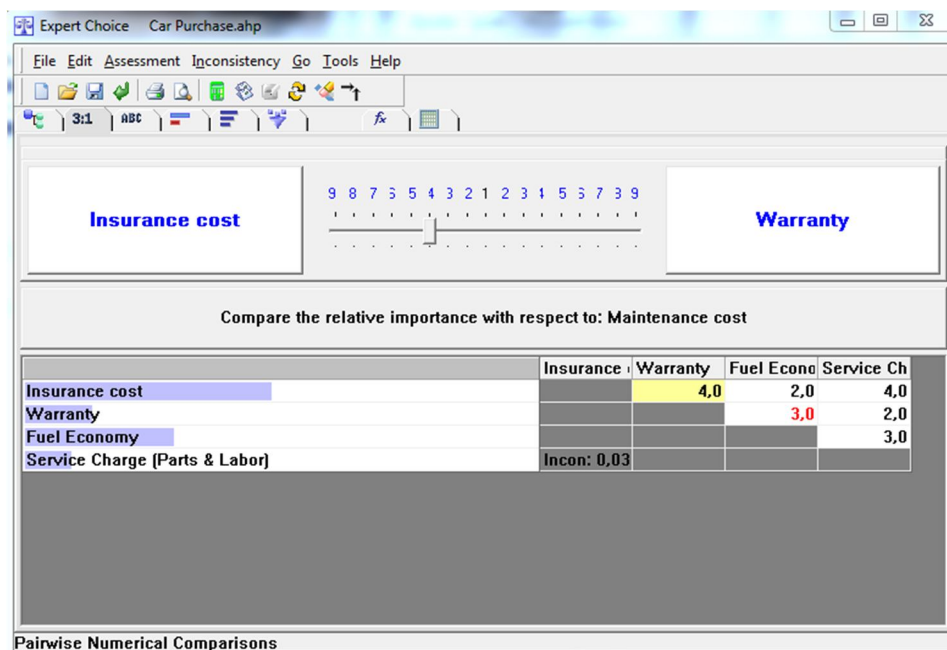 Expert Choice Car Purchase.ahp
File Edit Assessment Inconsistency Go Tools Help
3:1 ABC fx
9 8 7 5 5 4 3 2 1 2 3 4 5 5 7 3 9
Insurance cost Warranty
Compare the relative importance with respect to: Maintenance cost
Insurance Warranty Fuel Econo Service Ch
Insurance cost 4,0 2,0 4,0
Warranty 3,0 2,0
Fuel Economy 3,0
Service Charge (Parts & Labor) Incon: 0,03
Pairwise Numerical Comparisons